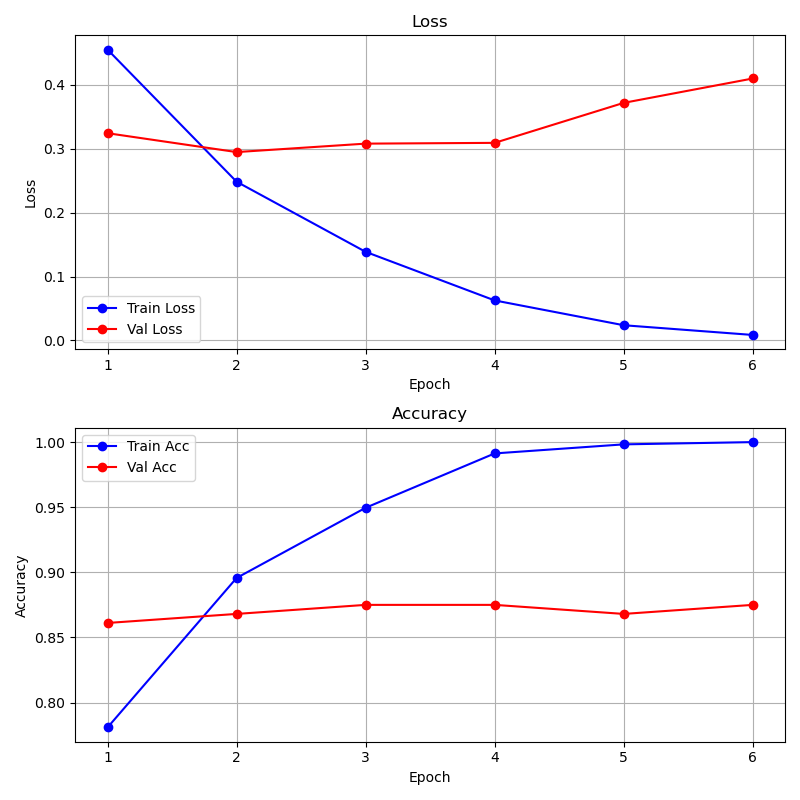 Loss
0.4
0.3
0.2
0.1
0.0
Loss
Train Loss
Val Loss
1 2 3 4 5 6
Epoch
Accuracy
1.00
0.95
0.90
0.85
0.80
Accuracy
Train Acc
Val Acc
1 2 3 4 5 6
Epoch